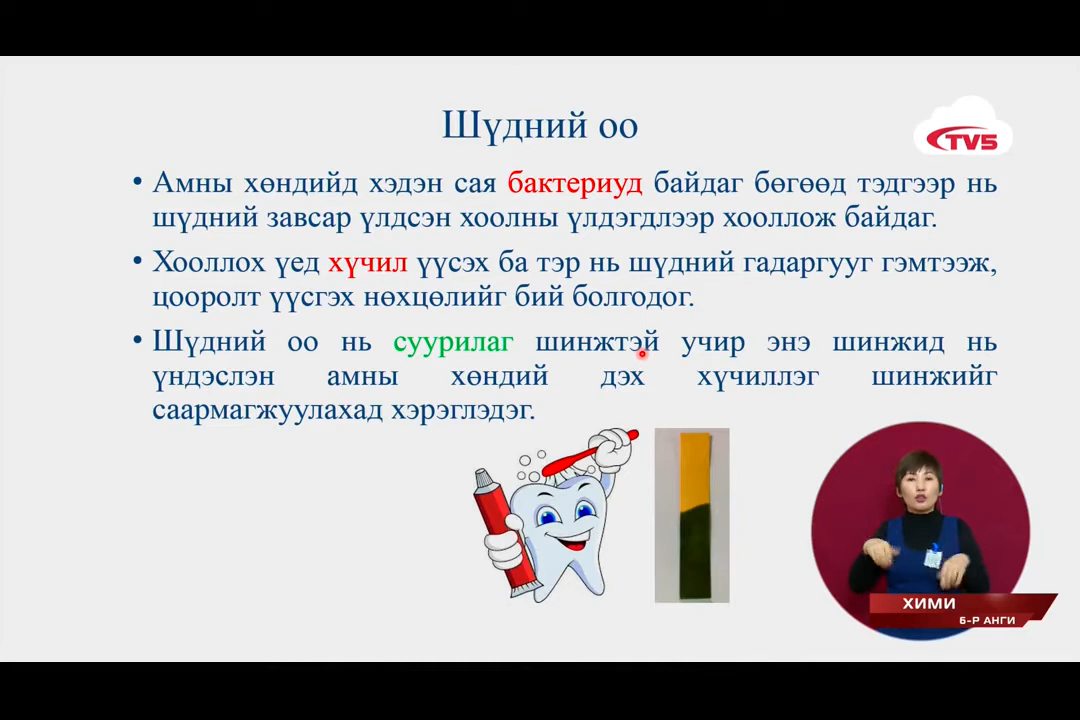 Шүдний оо
TV5
• Амны хөндийд хэдэн сая бактериуд байдаг бөгөөд тэдгээр нь
шүдний завсар үлдсэн хоолны үлдэгдлээр хооллож байдаг.
• Хооллох үед хүчил үүсэх ба тэр нь шүдний гадаргууг гэмтээж,
цооролт үүсгэх нөхцөлийг бий болгодог.
• Шүдний оо нь суурилаг шинжтэй учир энэ шинжид нь
үндэслэн амны хөндий дэх хүчиллэг шинжийг
саармагжуулахад хэрэглэдэг.
ХИМИ
6-Р АНГИ